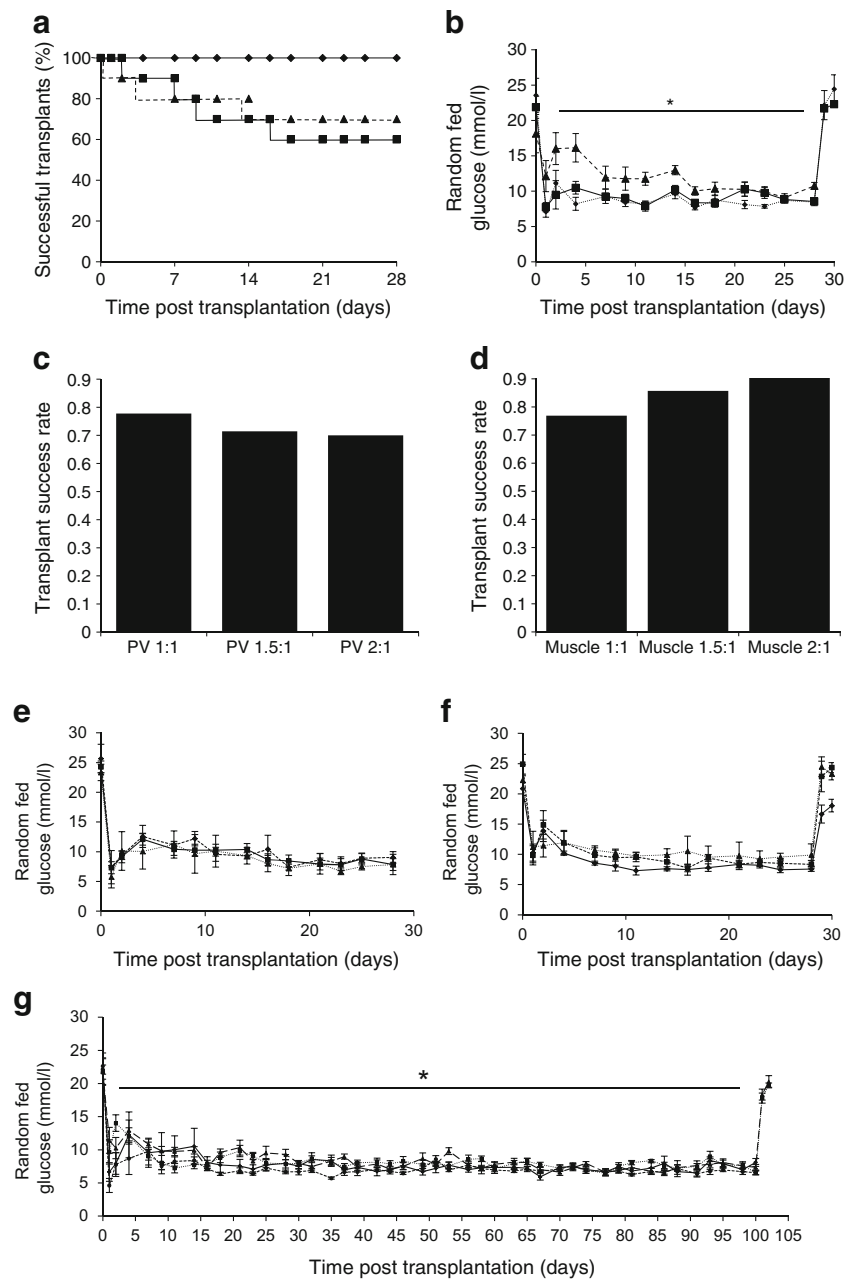 a
Successful transplants (%)
100
80
60
40
20
0
0 7 14 21 28
Time post transplantation (days)
b
Random fed
glucose (mmol/l)
30
25
20
15
10
5
0
*
0 5 10 15 20 25 30
Time post transplantation (days)
c
Transplant success rate
0.9
0.8
0.7
0.6
0.5
0.4
0.3
0.2
0.1
0
PV 1:1 PV 1.5:1 PV 2:1
d
Transplant success rate
0.9
0.8
0.7
0.6
0.5
0.4
0.3
0.2
0.1
0
Muscle 1:1 Muscle 1.5:1 Muscle 2:1
e
Random fed
glucose (mmol/l)
30
25
20
15
10
5
0
0 10 20 30
Time post transplantation (days)
f
Random fed
glucose (mmol/l)
30
25
20
15
10
5
0
0 10 20 30
Time post transplantation (days)
g
Random fed
glucose (mmol/l)
30
25
20
15
10
5
0
*
0 5 10 15 20 25 30 35 40 45 50 55 60 65 70 75 80 85 90 95 100 105
Time post transplantation (days)